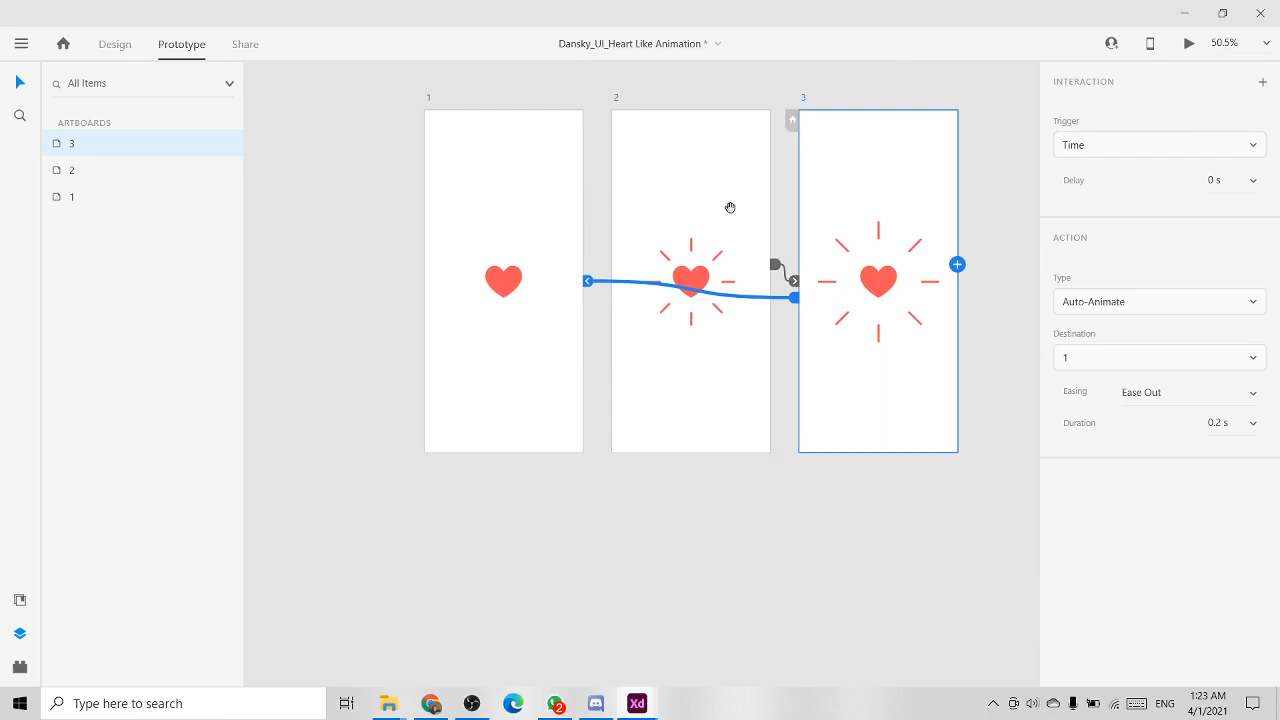 Design
Prototype
Share
Dansky_UI_Heart Like Animation *
50.5%
All Items
ARTBOARDS
3
2
1
1
2
3
INTERACTION
Trigger
Time
Delay
0 s
ACTION
Type
Auto-Animate
Destination
1
Easing
Ease Out
Duration
0.2 s
Type here to search
2
Xd
ENG
1:23 AM
4/1/2021